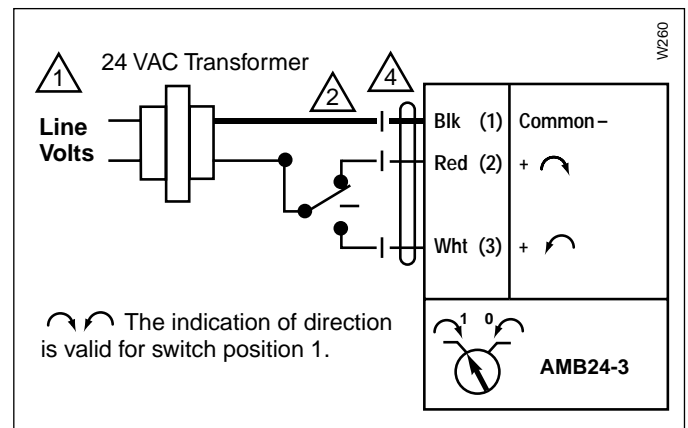 W260
1
24 VAC Transformer
2
4
Line
Volts
Blk (1) Common –
Red (2) +
Wht (3) +
The indication of direction
is valid for switch position 1.
1 0
AMB24-3